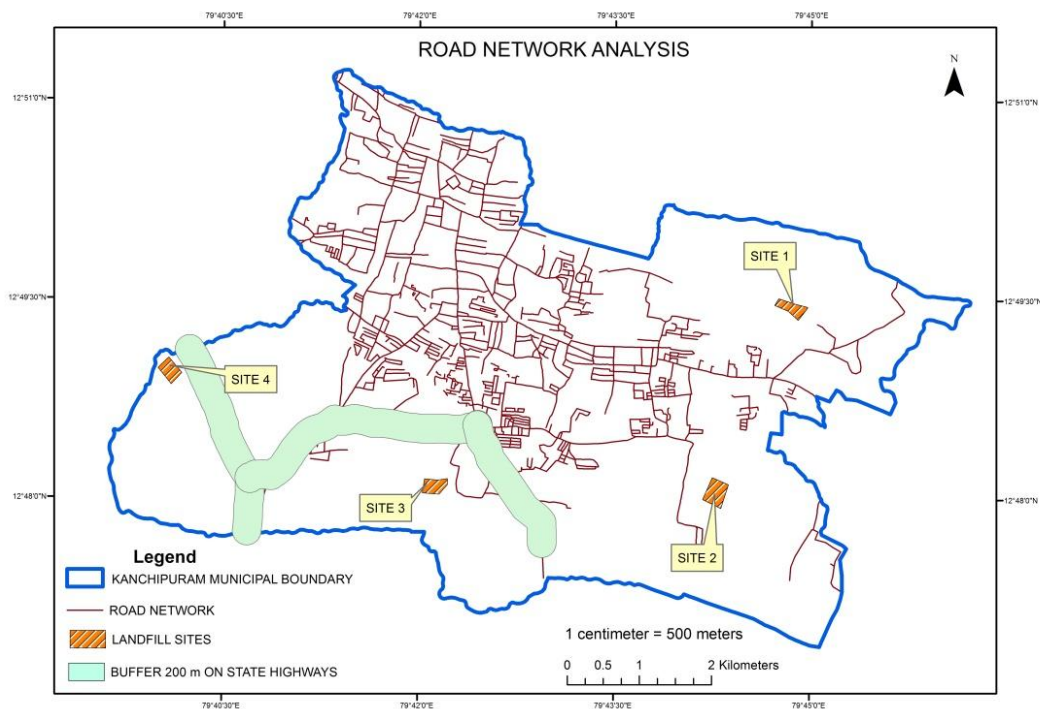 79°40'30"E 79°42'0"E 79°43'30"E 79°45'0"E
ROAD NETWORK ANALYSIS
N
12°51'0"N 12°51'0"N
SITE 1
12°49'30"N 12°49'30"N
SITE 4
12°48'0"N 12°48'0"N
SITE 3
SITE 2
Legend
KANCHIPURAM MUNICIPAL BOUNDARY
ROAD NETWORK
LANDFILL SITES
BUFFER 200 m ON STATE HIGHWAYS
1 centimeter = 500 meters
0 0.5 1 2 Kilometers
79°40'30"E 79°42'0"E 79°43'30"E 79°45'0"E